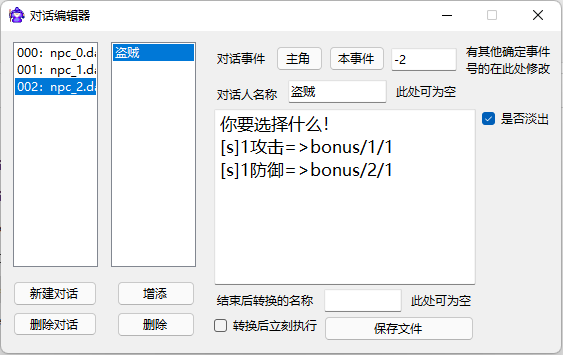 对话编辑器
000: npc_0.da
001: npc_1.da
002: npc_2.da
盗贼
对话事件
主角
本事件
-2
有其他确定事件
号的在此处修改
对话人名称
盗贼
此处可为空
是否淡出
你要选择什么！
[s]1攻击=>bonus/1/1
[s]1防御=>bonus/2/1
新建对话
增添
结束后转换的名称
此处可为空
删除对话
删除
转换后立刻执行
保存文件